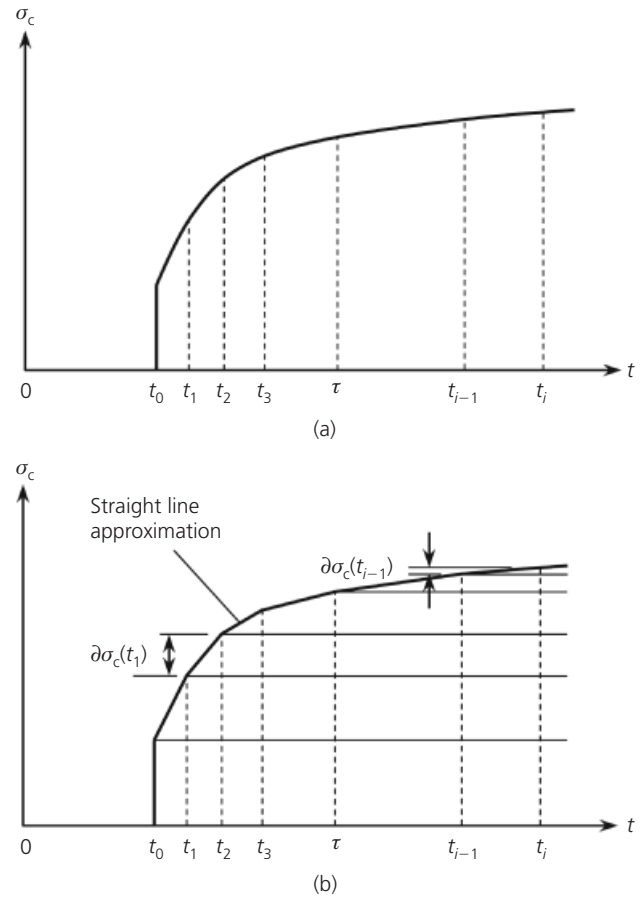 σc
0 t0 t1 t2 t3 τ ti−1 ti t
(a)
σc
Straight line
approximation
∂σc(ti−1)
∂σc(t1)
0 t0 t1 t2 t3 τ ti−1 ti t
(b)